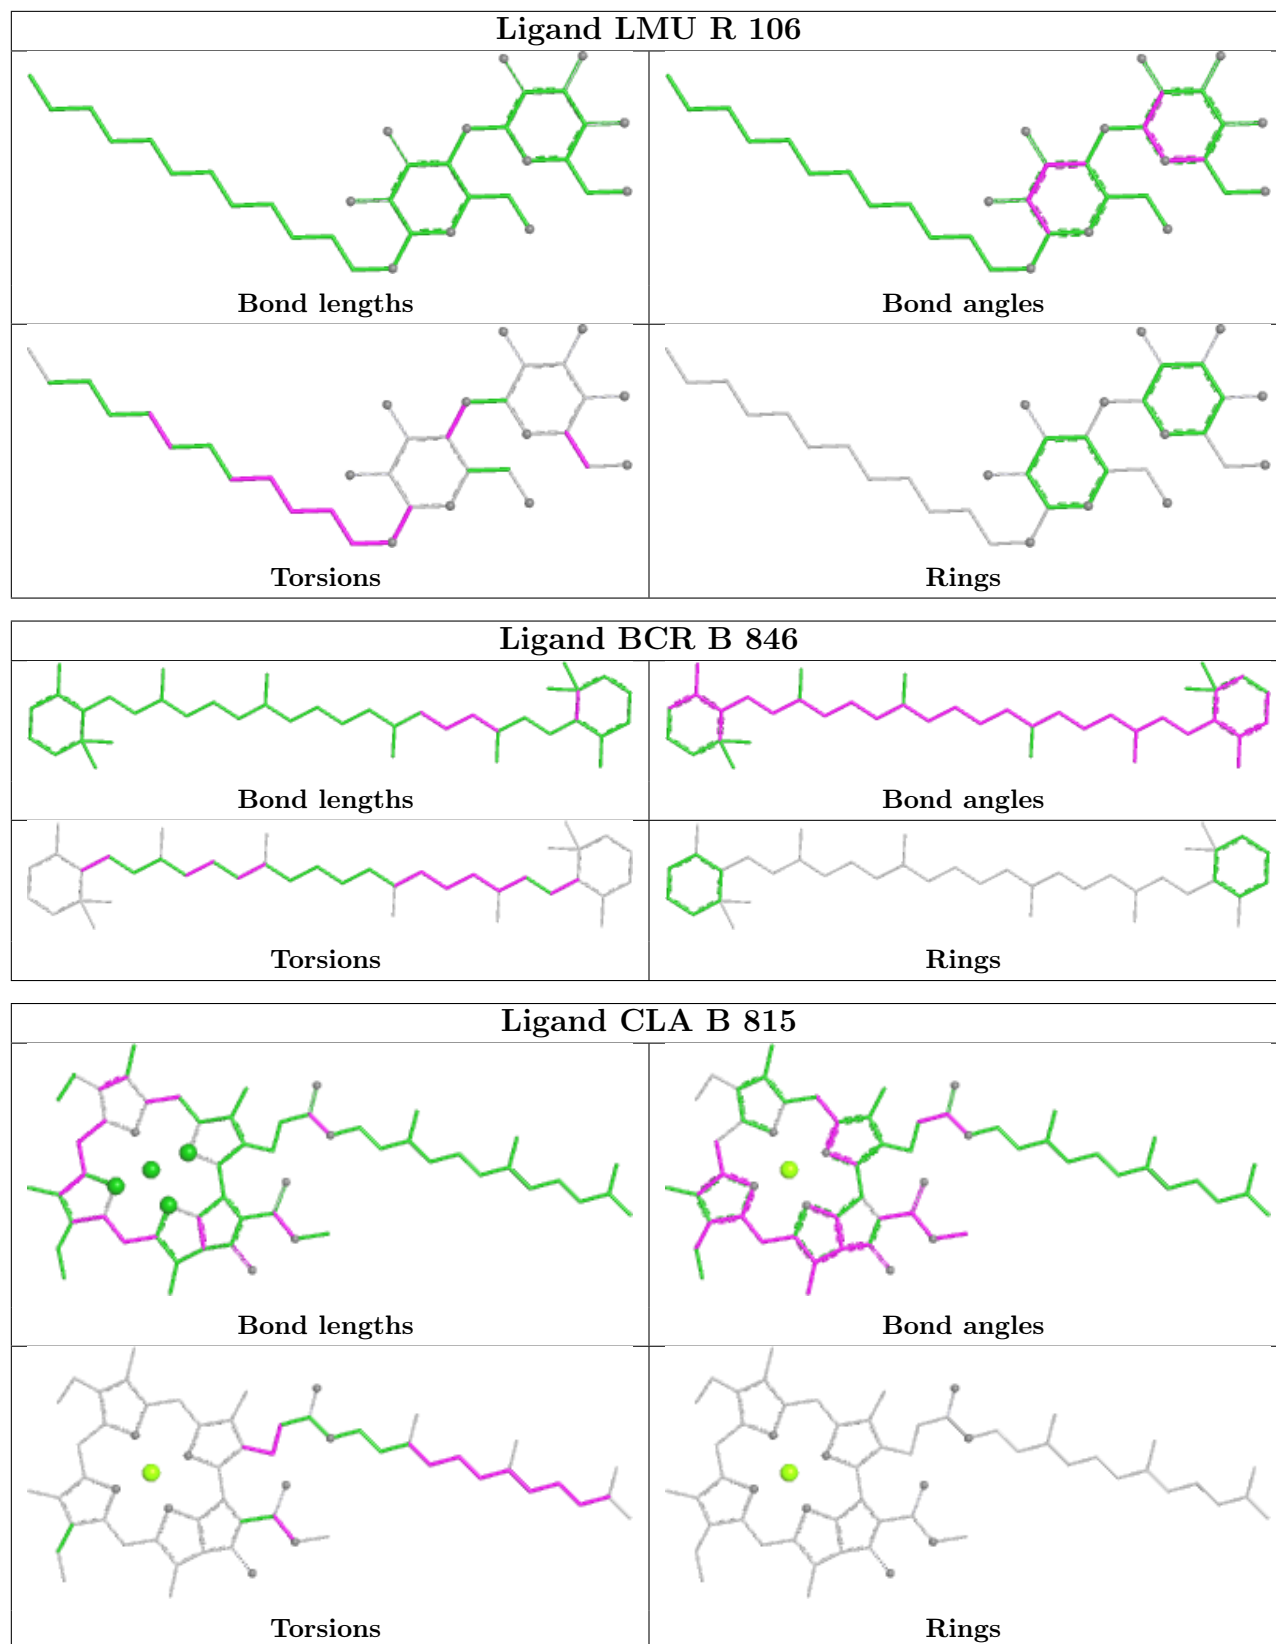 Ligand LMU R 106
Bond lengths
Bond angles
Torsions
Rings
Ligand BCR B 846
Bond lengths
Bond angles
Torsions
Rings
Ligand CLA B 815
Bond lengths
Bond angles
Torsions
Rings